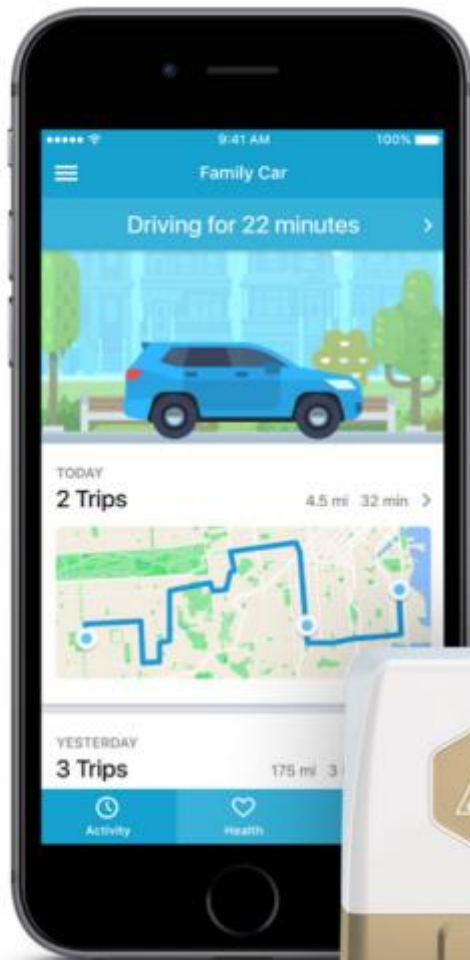 9:41 AM
100%
Family Car
Driving for 22 minutes
TODAY
2 Trips 4.5 mi 32 min
YESTERDAY
3 Trips 175 mi 3
Activity Health